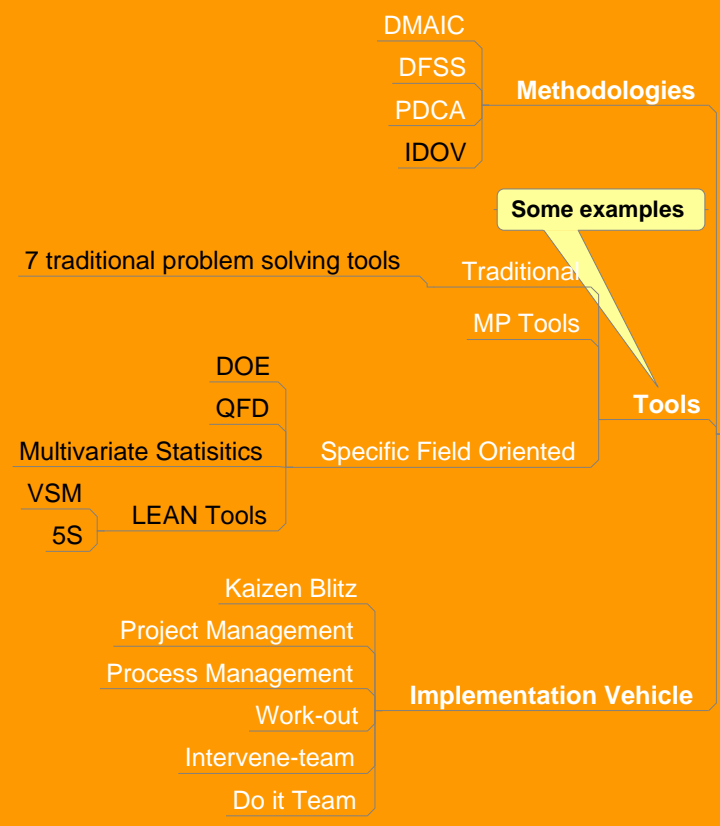 DMAIC
DFSS
Methodologies
PDCA
IDOV
Some examples
7 traditional problem solving tools
Traditional
MP Tools
DOE
QFD
Tools
Multivariate Statisitics
Specific Field Oriented
VSM
LEAN Tools
5S
Kaizen Blitz
Project Management
Process Management
Implementation Vehicle
Work-out
Intervene-team
Do it Team